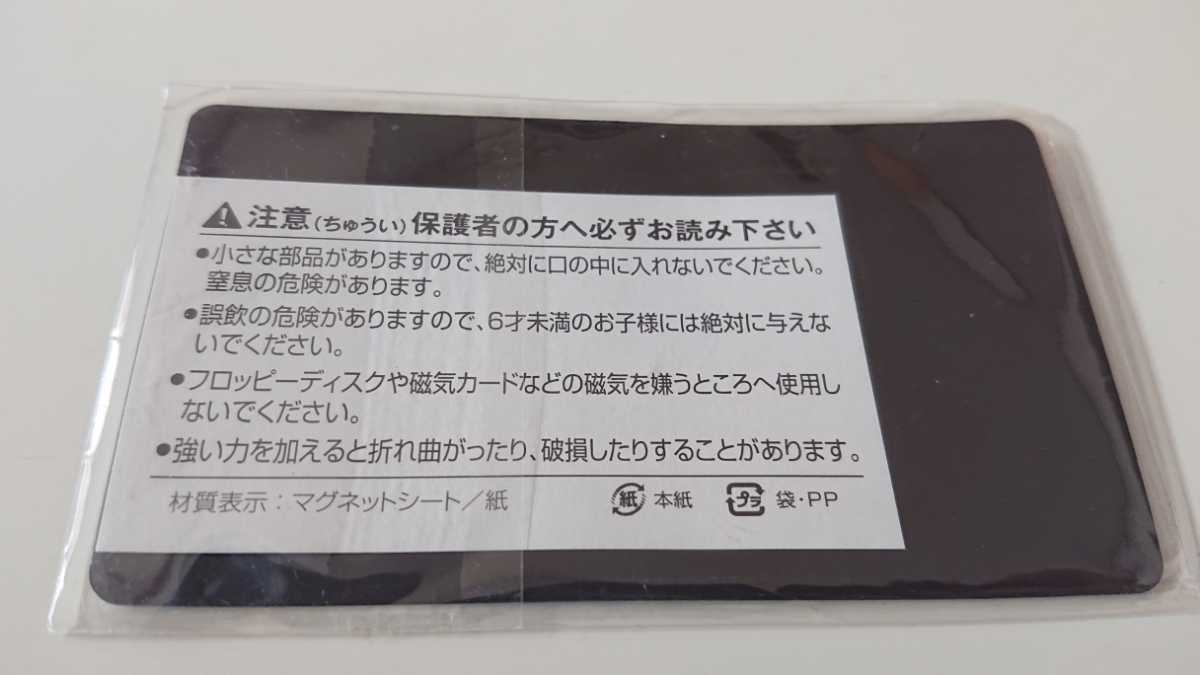 注意(ちゅうい)保護者の方へ必ずお読み下さい
●小さな部品がありますので、絶対に口の中に入れないでください。
窒息の危険があります。
●誤飲の危険がありますので、6才未満のお子様には絶対に与えな
いでください。
●フロッピーディスクや磁気カードなどの磁気を嫌うところへ使用し
ないでください。
●強い力を加えると折れ曲がったり、破損したりすることがあります。
材質表示：マグネットシート／紙 紙 本紙 プラ 袋・PP